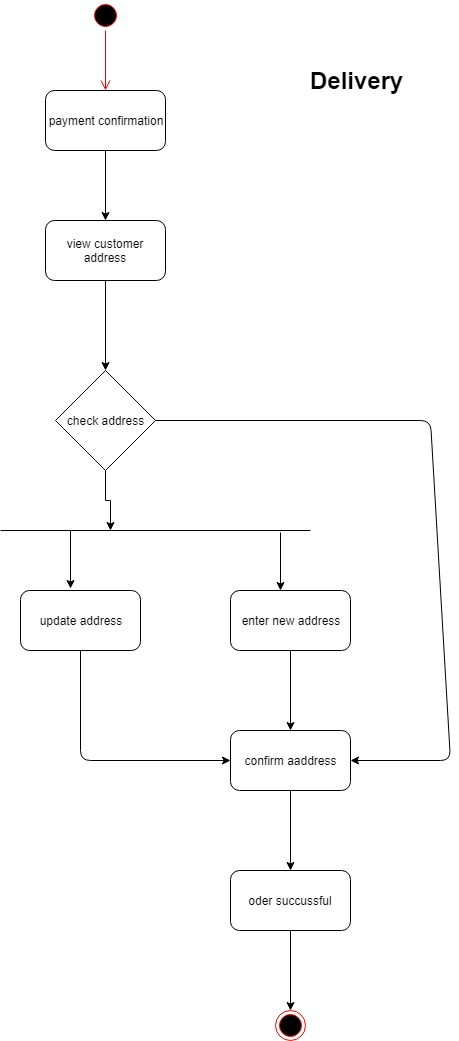 Delivery
payment confirmation
view customer
address
check address
update address
enter new address
confirm aaddress
oder succussful